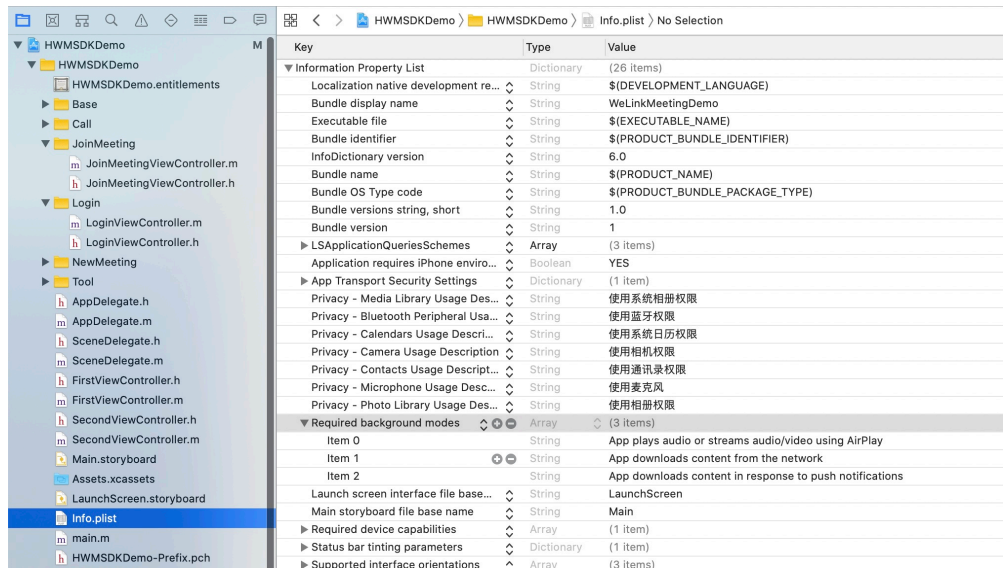 HWMSDKDemo 〉 HWMSDKDemo 〉 Info.plist 〉 No Selection
HWMSDKDemo M
HWMSDKDemo
HWMSDKDemo.entitlements
Base
Call
JoinMeeting
m JoinMeetingViewController.m
h JoinMeetingViewController.h
Login
m LoginViewController.m
h LoginViewController.h
NewMeeting
Tool
h AppDelegate.h
m AppDelegate.m
h SceneDelegate.h
m SceneDelegate.m
h FirstViewController.h
m FirstViewController.m
h SecondViewController.h
m SecondViewController.m
Main.storyboard
Assets.xcassets
LaunchScreen.storyboard
Info.plist
m main.m
h HWMSDKDemo-Prefix.pch
Key Type Value
Information Property List Dictionary (26 items)
Localization native development re... String $(DEVELOPMENT_LANGUAGE)
Bundle display name String WeLinkMeetingDemo
Executable file String $(EXECUTABLE_NAME)
Bundle identifier String $(PRODUCT_BUNDLE_IDENTIFIER)
InfoDictionary version String 6.0
Bundle name String $(PRODUCT_NAME)
Bundle OS Type code String $(PRODUCT_BUNDLE_PACKAGE_TYPE)
Bundle versions string, short String 1.0
Bundle version String 1
LSApplicationQueriesSchemes Array (3 items)
Application requires iPhone enviro... Boolean YES
App Transport Security Settings Dictionary (1 item)
Privacy - Media Library Usage Des... String 使用系统相册权限
Privacy - Bluetooth Peripheral Usa... String 使用蓝牙权限
Privacy - Calendars Usage Descri... String 使用系统日历权限
Privacy - Camera Usage Description String 使用相机权限
Privacy - Contacts Usage Descript... String 使用通讯录权限
Privacy - Microphone Usage Desc... String 使用麦克风
Privacy - Photo Library Usage Des... String 使用相册权限
Required background modes Array (3 items)
Item 0 String App plays audio or streams audio/video using AirPlay
Item 1 String App downloads content from the network
Item 2 String App downloads content in response to push notifications
Launch screen interface file base... String LaunchScreen
Main storyboard file base name String Main
Required device capabilities Array (1 item)
Status bar tinting parameters Dictionary (1 item)
Supported interface orientations Array (3 items)